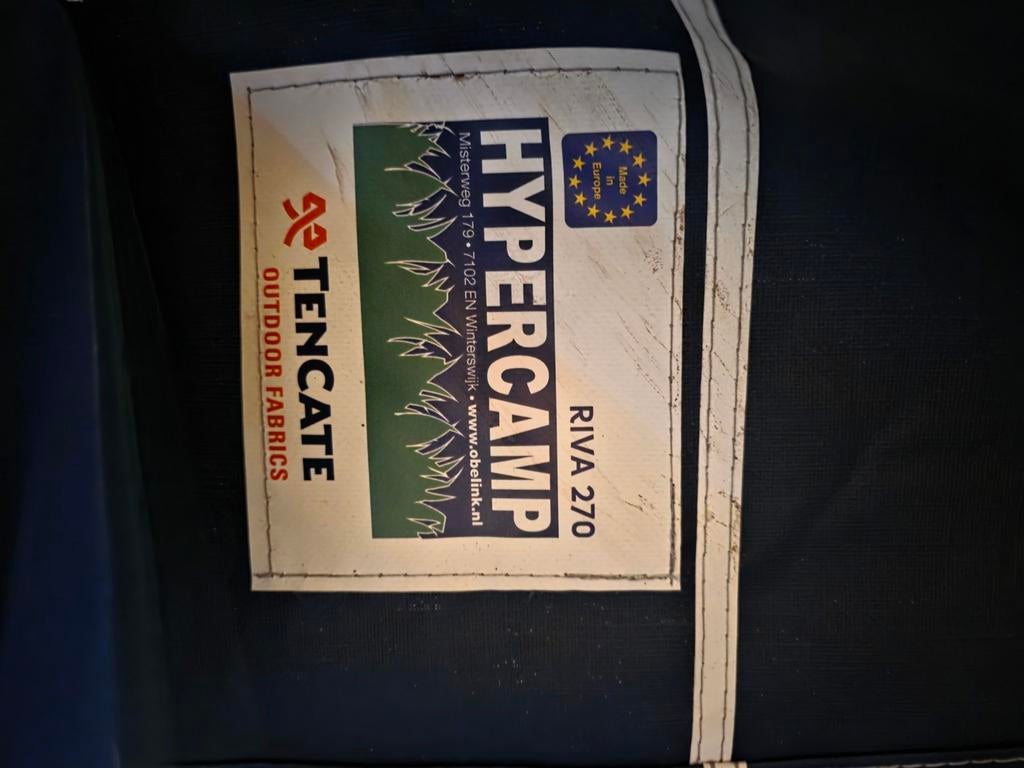 Made
in
Europe
RIVA 270
HYPERCAMP
Misterweg 179 • 7102 EN Winterswijk • www.obelink.nl
TENCATE
OUTDOOR FABRICS